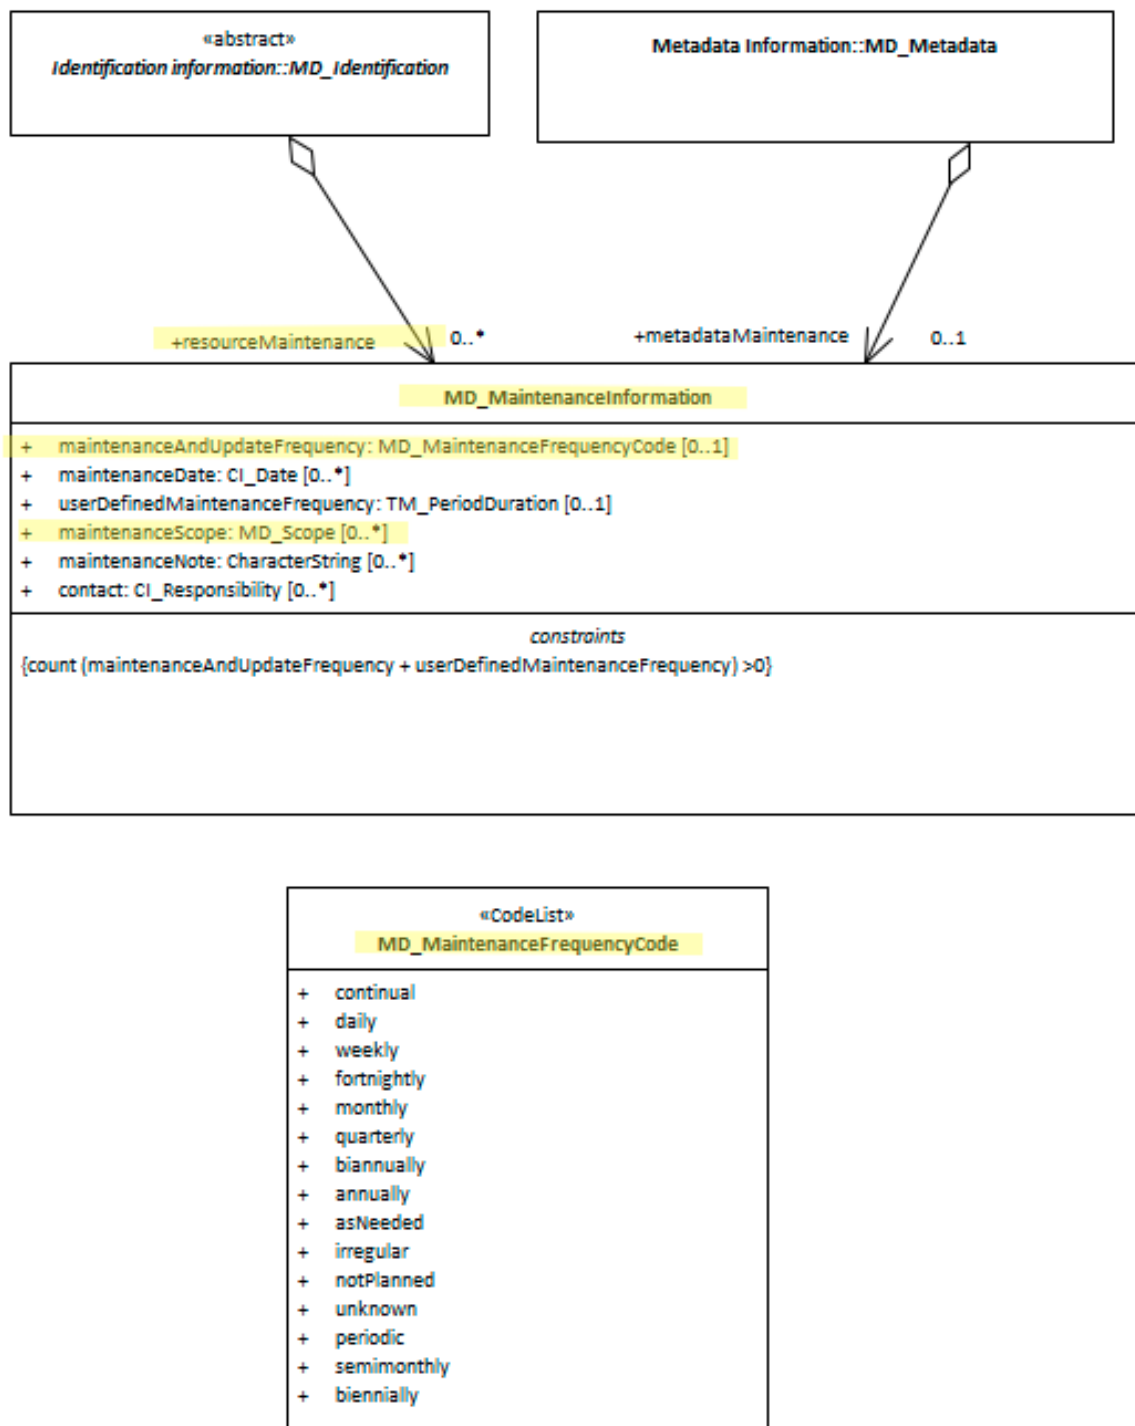 «abstract»
Identification information::MD_Identification
Metadata Information::MD_Metadata
+resourceMaintenance 0..*
+metadataMaintenance 0..1
MD_MaintenanceInformation
+ maintenanceAndUpdateFrequency: MD_MaintenanceFrequencyCode [0..1]
+ maintenanceDate: CI_Date [0..*]
+ userDefinedMaintenanceFrequency: TM_PeriodDuration [0..1]
+ maintenanceScope: MD_Scope [0..*]
+ maintenanceNote: CharacterString [0..*]
+ contact: CI_Responsibility [0..*]
constraints
{count (maintenanceAndUpdateFrequency + userDefinedMaintenanceFrequency) >0}
«CodeList»
MD_MaintenanceFrequencyCode
+ continual
+ daily
+ weekly
+ fortnightly
+ monthly
+ quarterly
+ biannually
+ annually
+ asNeeded
+ irregular
+ notPlanned
+ unknown
+ periodic
+ semimonthly
+ biennially